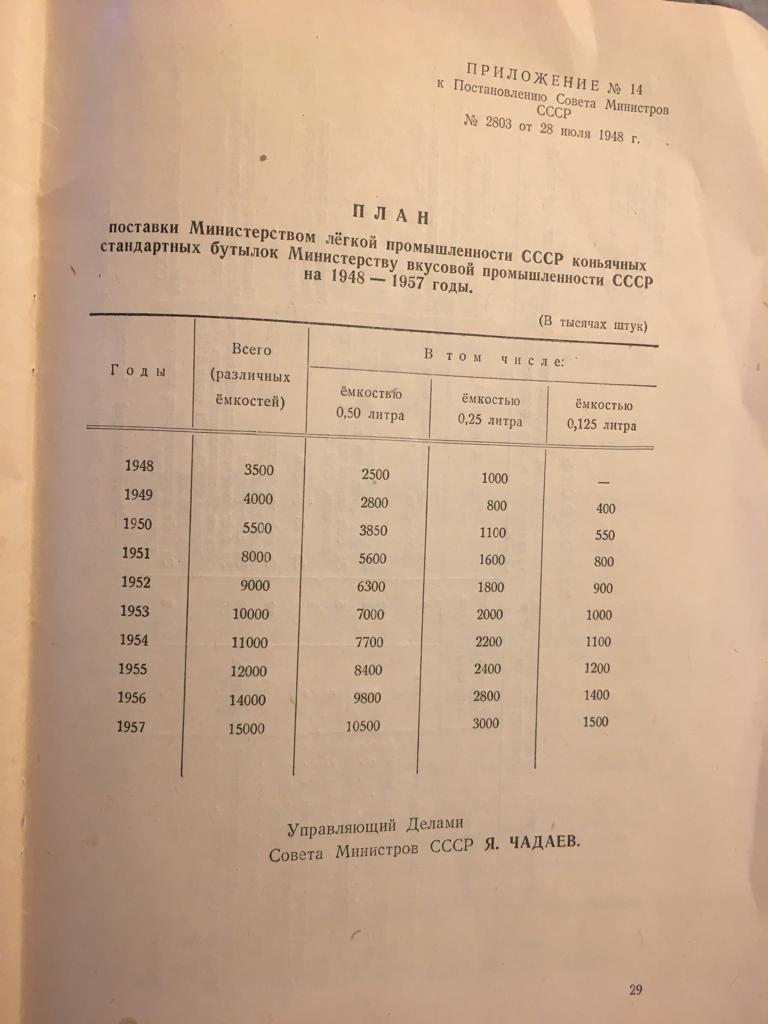 ПРИЛОЖЕНИЕ № 14
к Постановлению Совета Министров
СССР
№ 2803 от 28 июля 1948 г.
ПЛАН
поставки Министерством лёгкой промышленности СССР коньячных
стандартных бутылок Министерству вкусовой промышленности СССР
на 1948 — 1957 годы.
(В тысячах штук)
Годы
Всего
(различных
ёмкостей)
В том числе:
ёмкостью
0,50 литра
ёмкостью
0,25 литра
ёмкостью
0,125 литра
1948 3500 2500 1000 —
1949 4000 2800 800 400
1950 5500 3850 1100 550
1951 8000 5600 1600 800
1952 9000 6300 1800 900
1953 10000 7000 2000 1000
1954 11000 7700 2200 1100
1955 12000 8400 2400 1200
1956 14000 9800 2800 1400
1957 15000 10500 3000 1500
Управляющий Делами
Совета Министров СССР Я. ЧАДАЕВ.
29